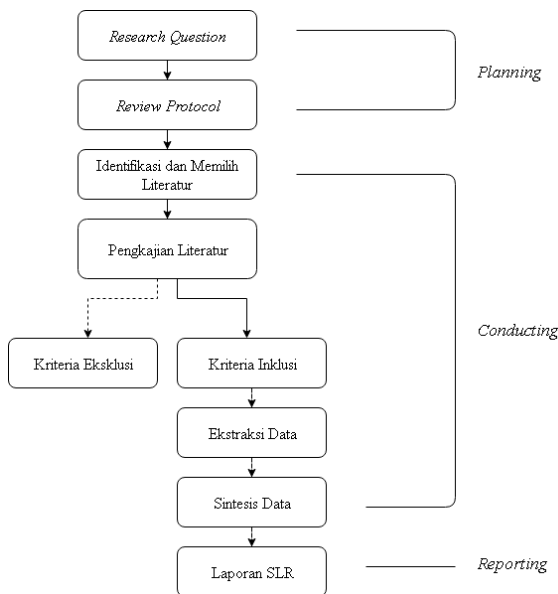 Research Question
Planning
Review Protocol
Identifikasi dan Memilih
Literatur
Pengkajian Literatur
Conducting
Kriteria Eksklusi
Kriteria Inklusi
Ekstraksi Data
Sintesis Data
Laporan SLR
Reporting